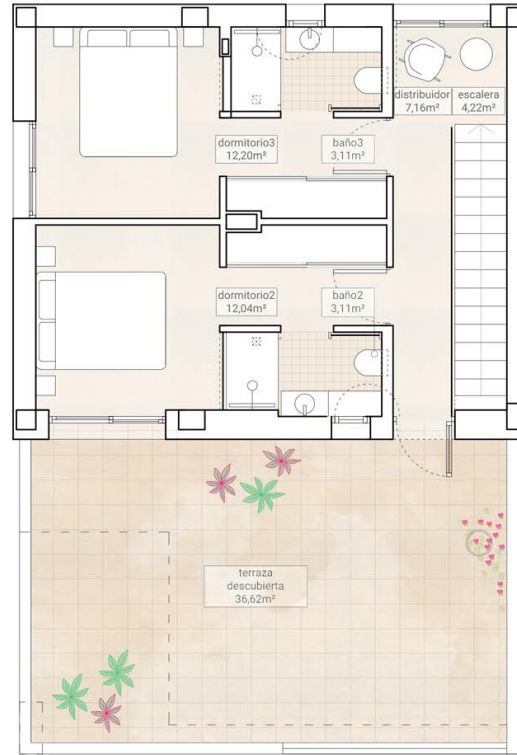 distribuidor
7,16m²
escalera
4,22m²
dormitorio3
12,20m²
baño3
3,11m²
dormitorio2
12,04m²
baño2
3,11m²
terraza
descubierta
36,62m²